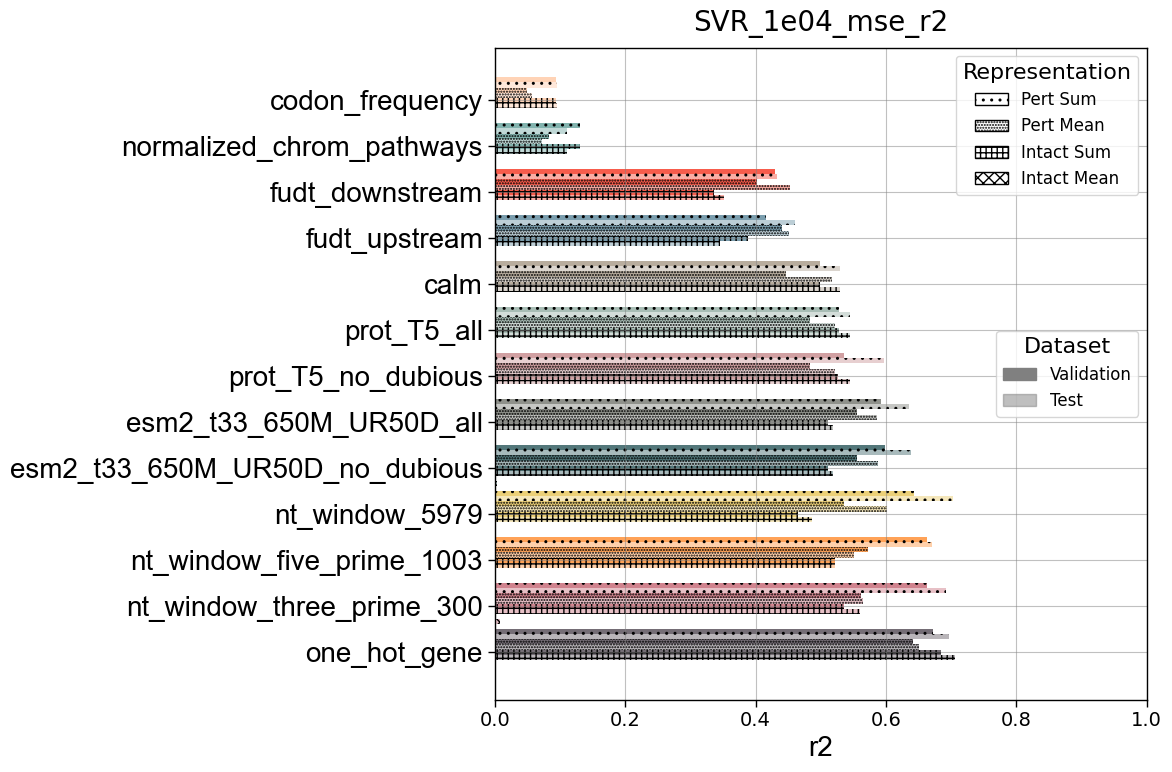 SVR_1e04_mse_r2
codon_frequency
normalized_chrom_pathways
fudt_downstream
fudt_upstream
calm
prot_T5_all
prot_T5_no_dubious
esm2_t33_650M_UR50D_all
esm2_t33_650M_UR50D_no_dubious
nt_window_5979
nt_window_five_prime_1003
nt_window_three_prime_300
one_hot_gene
Representation
Pert Sum
Pert Mean
Intact Sum
Intact Mean
Dataset
Validation
Test
0.0 0.2 0.4 0.6 0.8 1.0
r2